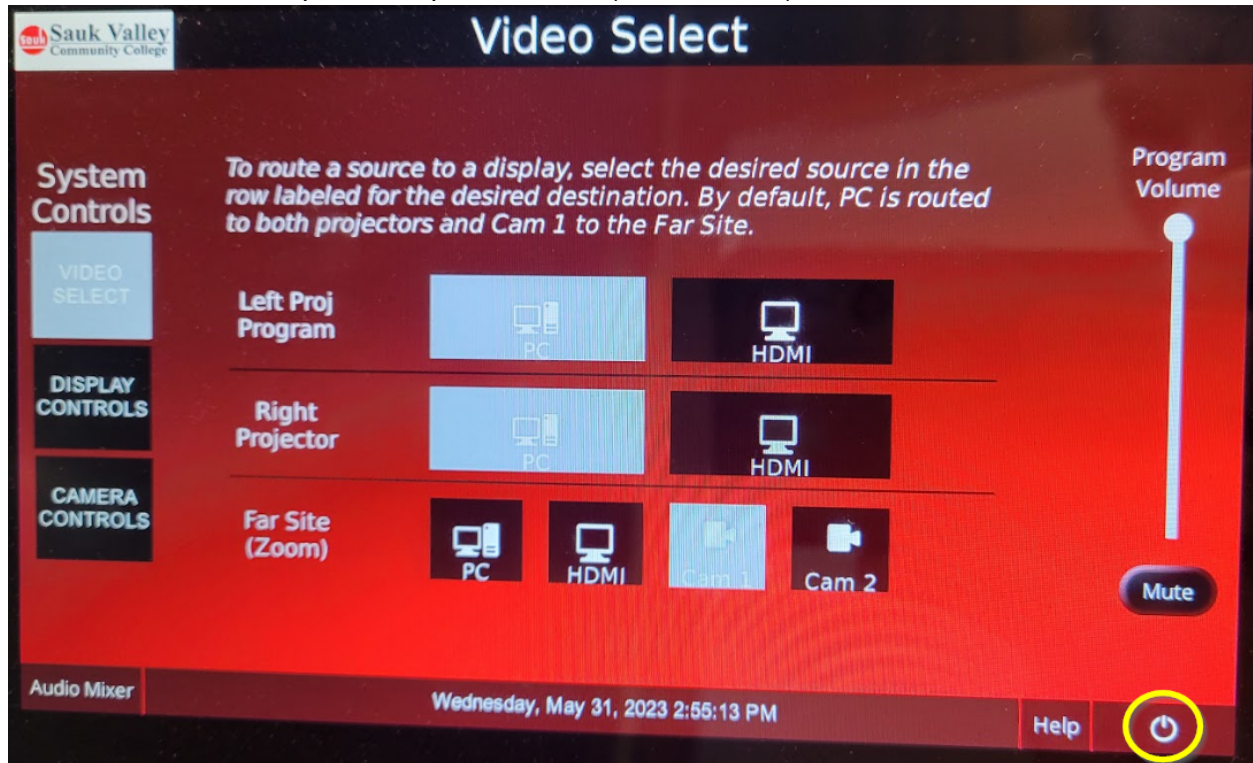 Sauk Valley
Community College
Video Select
System
Controls
To route a source to a display, select the desired source in the
row labeled for the desired destination. By default, PC is routed
to both projectors and Cam 1 to the Far Site.
Program
Volume
VIDEO
SELECT
DISPLAY
CONTROLS
CAMERA
CONTROLS
Left Proj
Program
PC
HDMI
Right
Projector
PC
HDMI
Far Site
(Zoom)
PC
HDMI
Cam 1
Cam 2
Mute
Audio Mixer
Wednesday, May 31, 2023 2:55:13 PM
Help